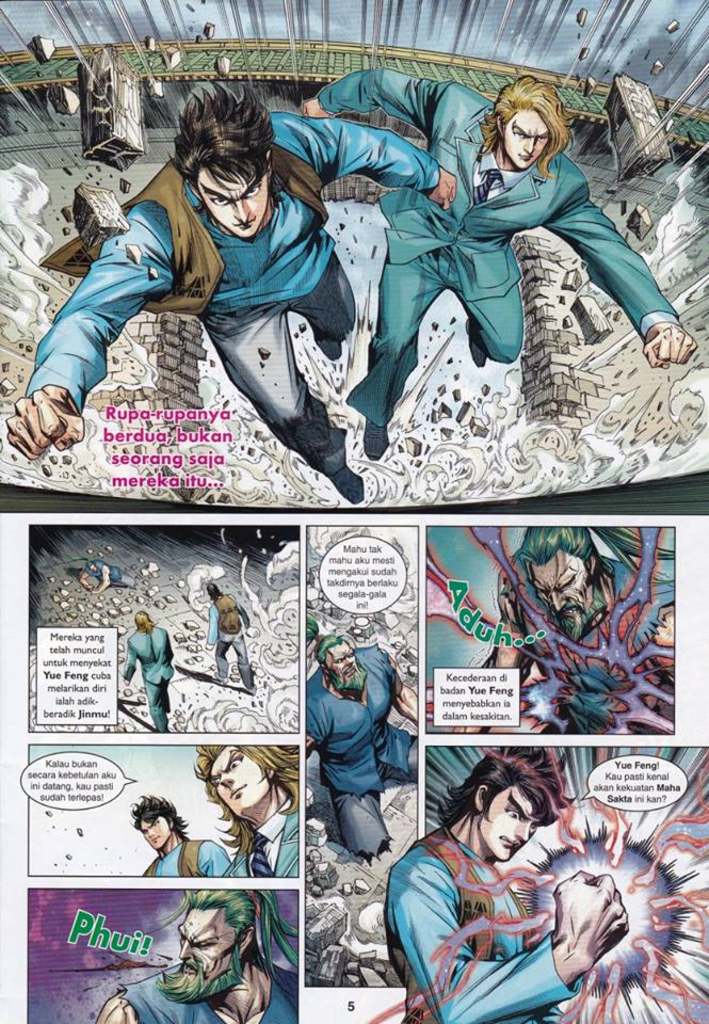 Rupa-rupanya
berdua, bukan
seorang saja
mereka itu...
Mereka yang
telah muncul
untuk menyekat
Yue Feng cuba
melarikan diri
ialah adik-
beradik Jinmu!
Mahu tak
mahu aku mesti
mengakui sudah
takdirnya berlaku
segala-gala
ini!
Aduh...
Kecederaan di
badan Yue Feng
menyebabkan ia
dalam kesakitan.
Kalau bukan
secara kebetulan aku
ini datang, kau pasti
sudah terlepas!
Yue Feng!
Kau pasti kenal
akan kekuatan Maha
Sakta ini kan?
Phui!
5